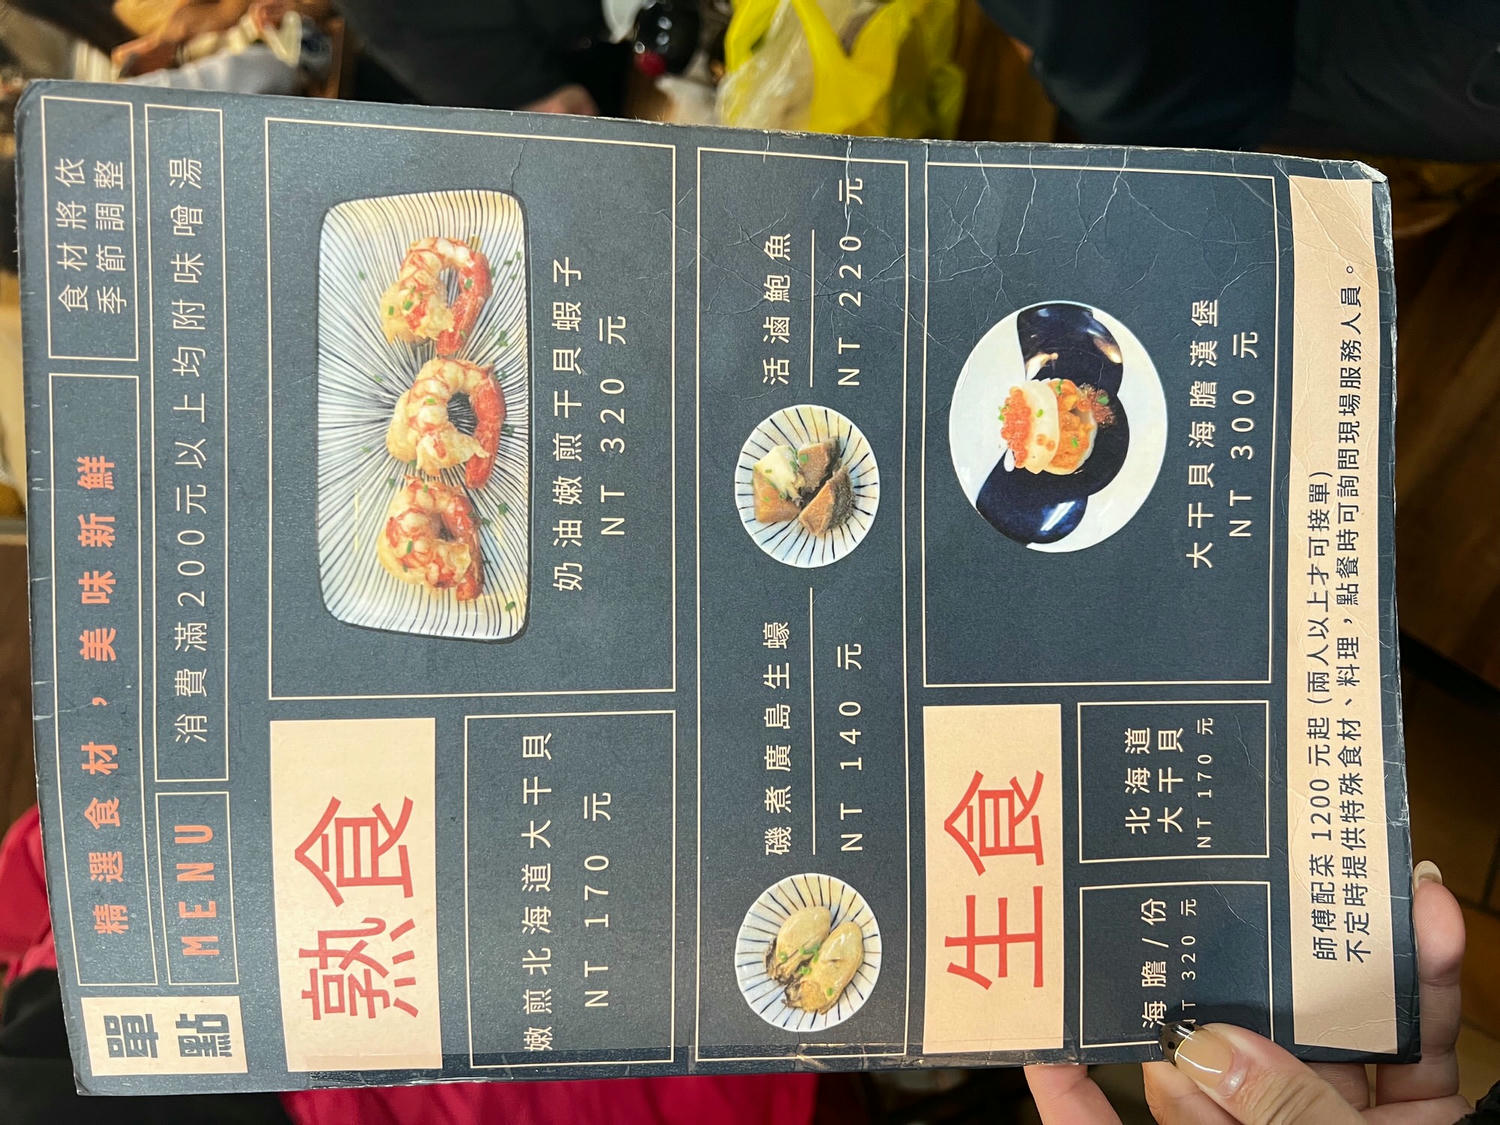 單點
精選食材，美味新鮮
食材將依
季節調整
MENU
消費滿200元以上均附味噌湯
熟食
奶油嫩煎干貝蝦子
NT 320 元
嫩煎北海道大干貝
NT 170 元
磯煮廣島生蠔
NT 140 元
活滷鮑魚
NT 220 元
生食
大干貝海膽漢堡
NT 300 元
海膽/份
NT 320 元
北海道
大干貝
NT 170 元
師傅配菜 1200 元起 (兩人以上才可接單)
不定時提供特殊食材、料理，點餐時可詢問現場服務人員。